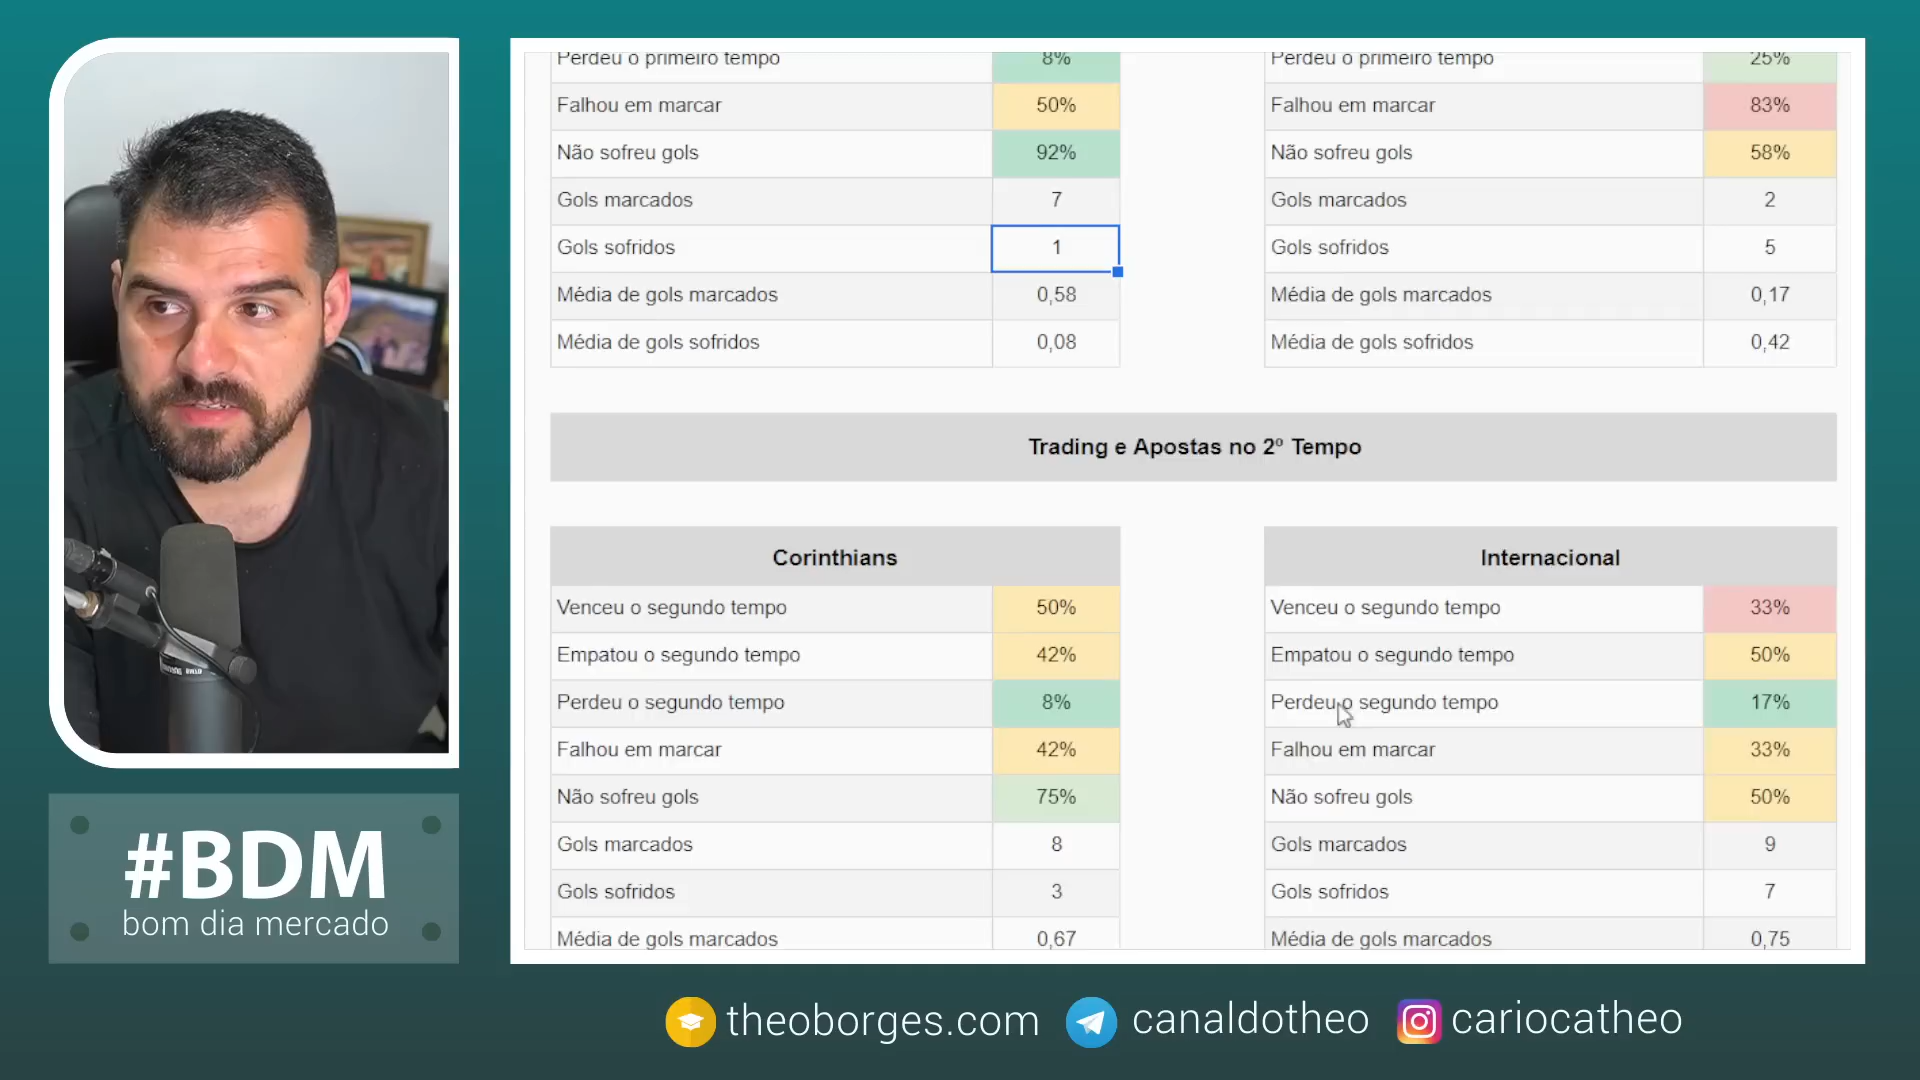 Perdeu o primeiro tempo 8%
Falhou em marcar 50%
Não sofreu gols 92%
Gols marcados 7
Gols sofridos 1
Média de gols marcados 0,58
Média de gols sofridos 0,08
Perdeu o primeiro tempo 25%
Falhou em marcar 83%
Não sofreu gols 58%
Gols marcados 2
Gols sofridos 5
Média de gols marcados 0,17
Média de gols sofridos 0,42
Trading e Apostas no 2º Tempo
Corinthians
Venceu o segundo tempo 50%
Empatou o segundo tempo 42%
Perdeu o segundo tempo 8%
Falhou em marcar 42%
Não sofreu gols 75%
Gols marcados 8
Gols sofridos 3
Média de gols marcados 0,67
Internacional
Venceu o segundo tempo 33%
Empatou o segundo tempo 50%
Perdeu o segundo tempo 17%
Falhou em marcar 33%
Não sofreu gols 50%
Gols marcados 9
Gols sofridos 7
Média de gols marcados 0,75
#BDM
bom dia mercado
theoborges.com
canaldotheo
cariocatheo